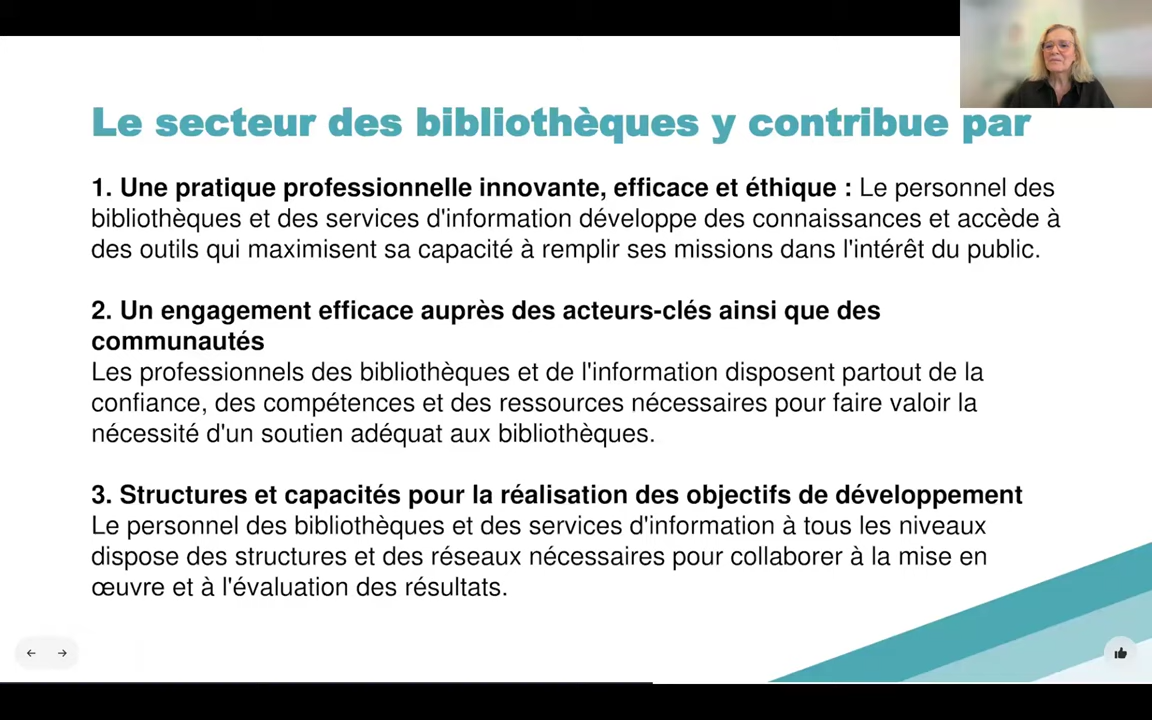 Le secteur des bibliothèques y contribue par
1. Une pratique professionnelle innovante, efficace et éthique : Le personnel des
bibliothèques et des services d'information développe des connaissances et accède à
des outils qui maximisent sa capacité à remplir ses missions dans l'intérêt du public.
2. Un engagement efficace auprès des acteurs-clés ainsi que des
communautés
Les professionnels des bibliothèques et de l'information disposent partout de la
confiance, des compétences et des ressources nécessaires pour faire valoir la
nécessité d'un soutien adéquat aux bibliothèques.
3. Structures et capacités pour la réalisation des objectifs de développement
Le personnel des bibliothèques et des services d'information à tous les niveaux
dispose des structures et des réseaux nécessaires pour collaborer à la mise en
œuvre et à l'évaluation des résultats.